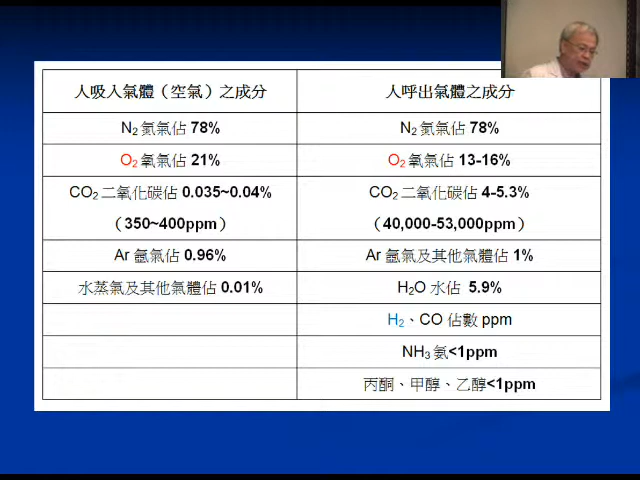 人吸入氣體（空氣）之成分
人呼出氣體之成分
N₂ 氮氣佔 78%
N₂ 氮氣佔 78%
O₂ 氧氣佔 21%
O₂ 氧氣佔 13-16%
CO₂ 二氧化碳佔 0.035~0.04%
（350~400ppm）
CO₂ 二氧化碳佔 4-5.3%
（40,000-53,000ppm）
Ar 氬氣佔 0.96%
Ar 氬氣及其他氣體佔 1%
水蒸氣及其他氣體佔 0.01%
H₂O 水佔 5.9%
H₂、CO 佔數 ppm
NH₃ 氨<1ppm
丙酮、甲醇、乙醇<1ppm